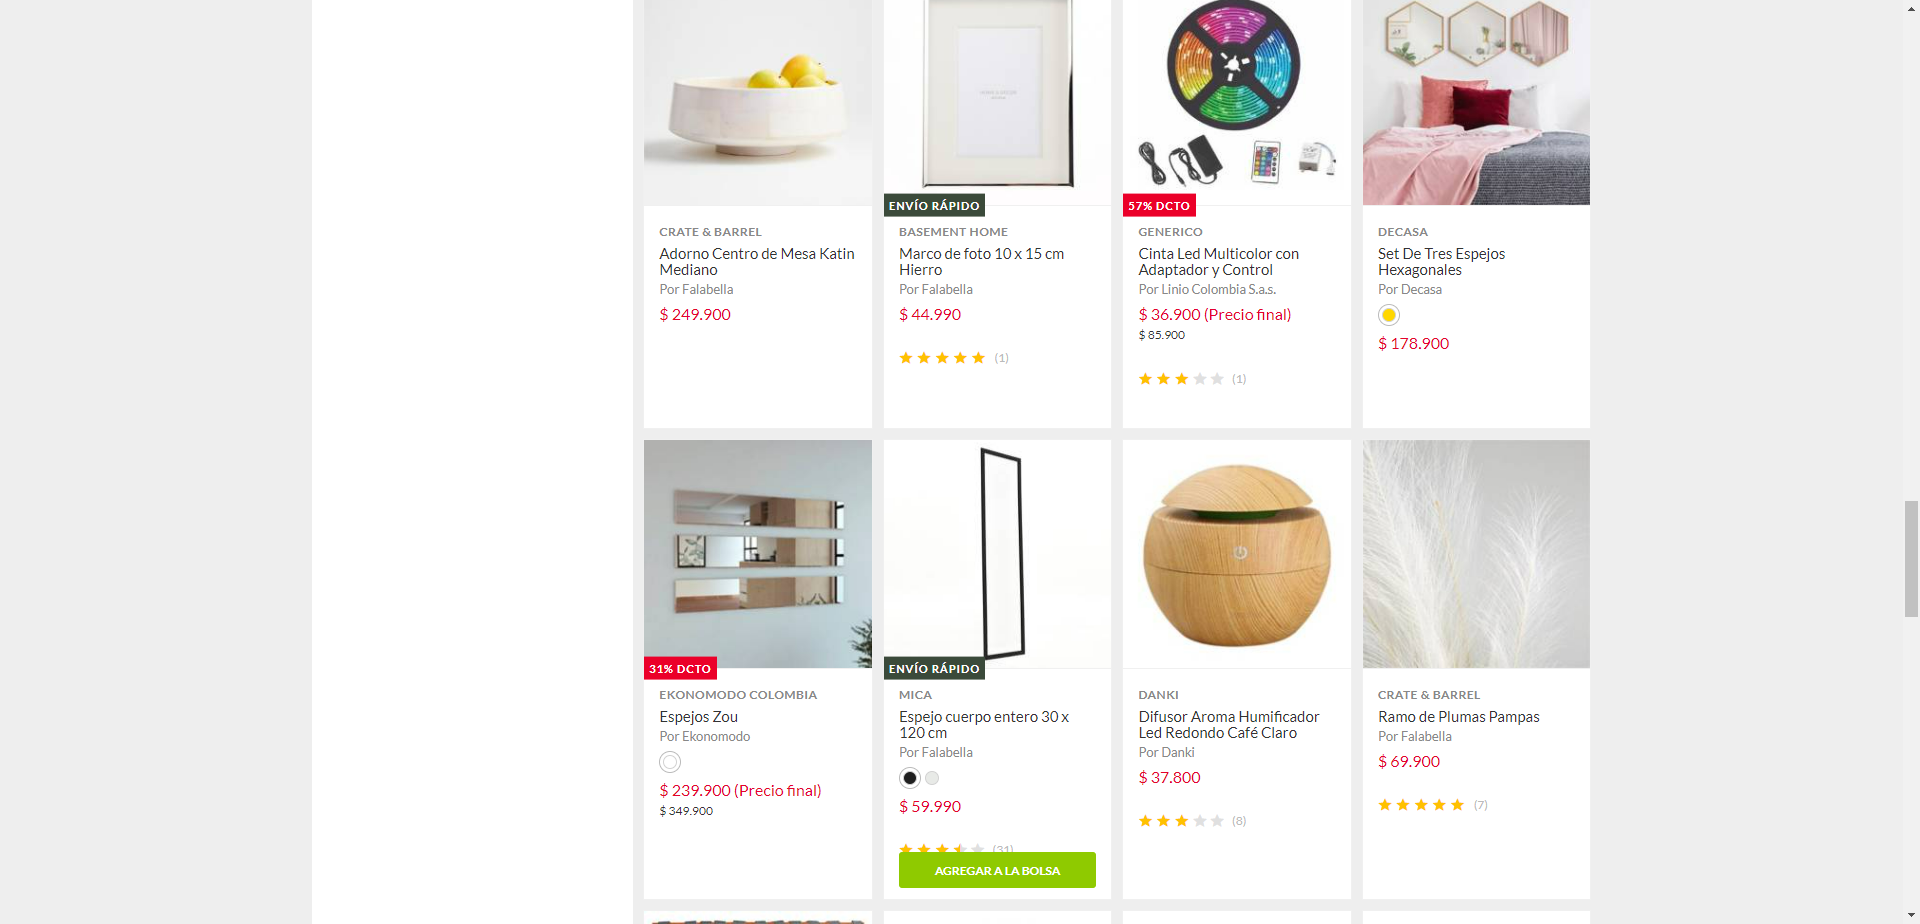 ENVÍO RÁPIDO
57% DCTO
CRATE & BARREL
Adorno Centro de Mesa Katin
Mediano
Por Falabella
$ 249.900
BASEMENT HOME
Marco de foto 10 x 15 cm
Hierro
Por Falabella
$ 44.990
(1)
GENERICO
Cinta Led Multicolor con
Adaptador y Control
Por Linio Colombia S.a.s.
$ 36.900 (Precio final)
$ 85.900
(1)
DECASA
Set De Tres Espejos
Hexagonales
Por Decasa
$ 178.900
31% DCTO
ENVÍO RÁPIDO
EKONOMODO COLOMBIA
Espejos Zou
Por Ekonomodo
$ 239.900 (Precio final)
$ 349.900
MICA
Espejo cuerpo entero 30 x
120 cm
Por Falabella
$ 59.990
(31)
AGREGAR A LA BOLSA
DANKI
Difusor Aroma Humificador
Led Redondo Café Claro
Por Danki
$ 37.800
(8)
CRATE & BARREL
Ramo de Plumas Pampas
Por Falabella
$ 69.900
(7)